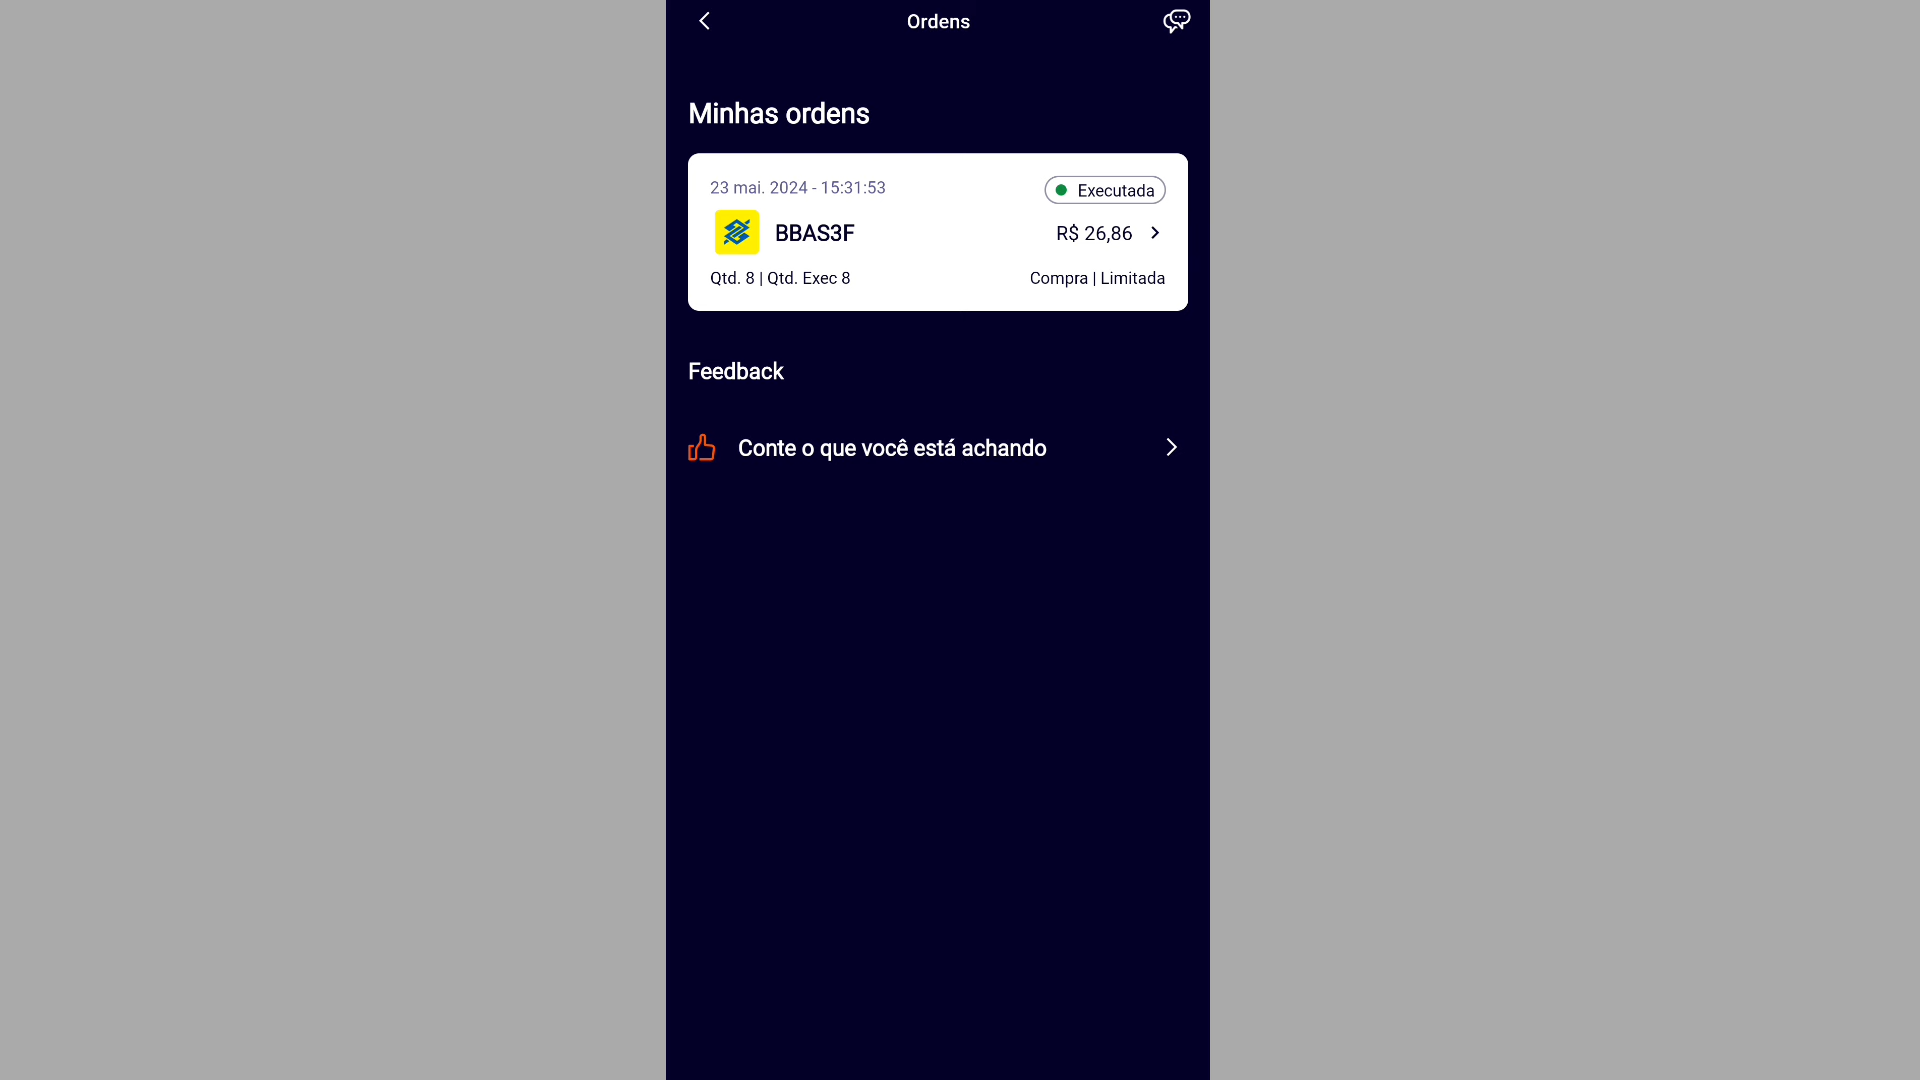 Ordens
Minhas ordens
23 mai. 2024 - 15:31:53
Executada
BBAS3F
R$ 26,86
Qtd. 8 | Qtd. Exec 8
Compra | Limitada
Feedback
Conte o que você está achando